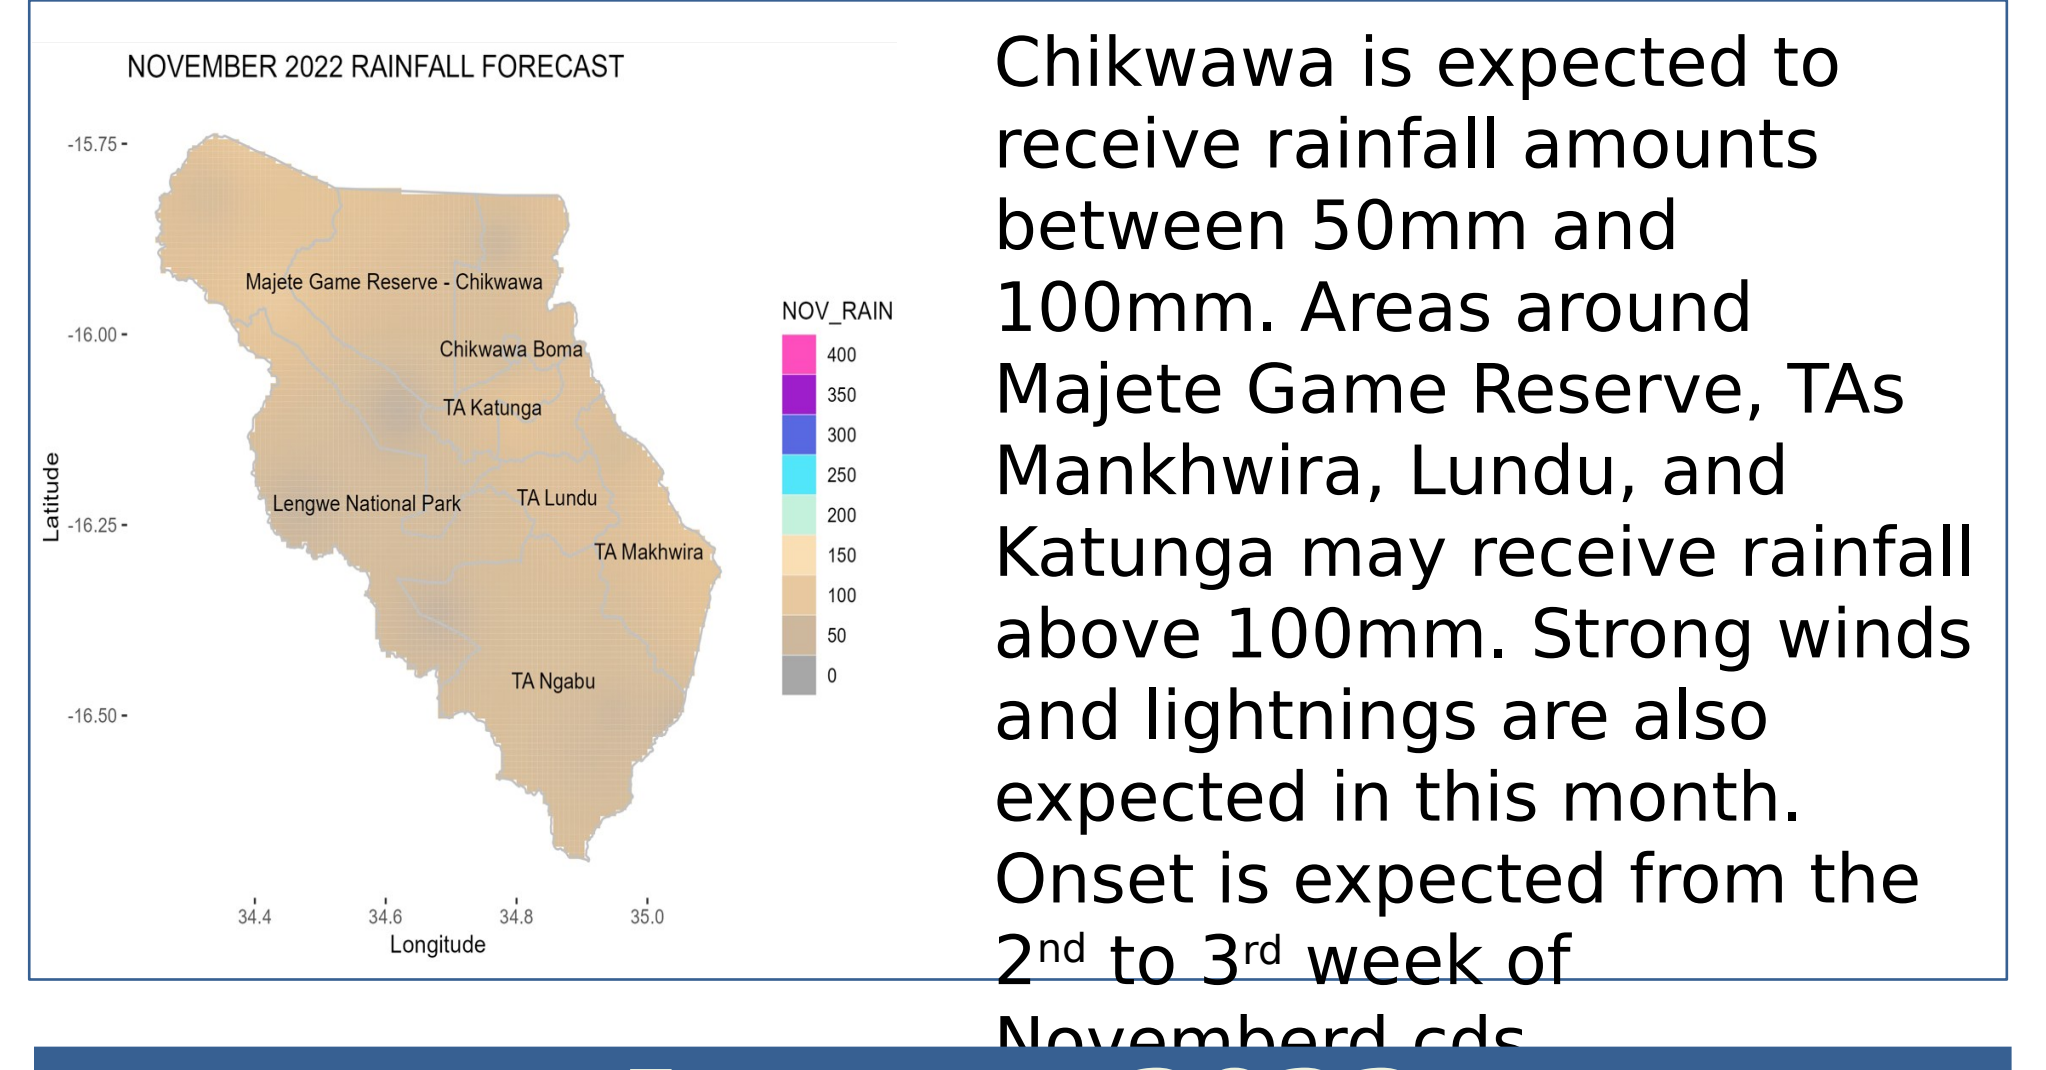 NOVEMBER 2022 RAINFALL FORECAST
-15.75
-16.00
-16.25
-16.50
Latitude
Majete Game Reserve - Chikwawa
Chikwawa Boma
TA Katunga
Lengwe National Park
TA Lundu
TA Makhwira
TA Ngabu
34.4
34.6
34.8
35.0
Longitude
NOV_RAIN
400
350
300
250
200
150
100
50
0
Chikwawa is expected to
receive rainfall amounts
between 50mm and
100mm. Areas around
Majete Game Reserve, TAs
Mankhwira, Lundu, and
Katunga may receive rainfall
above 100mm. Strong winds
and lightnings are also
expected in this month.
Onset is expected from the
2nd to 3rd week of
Novemberd cds